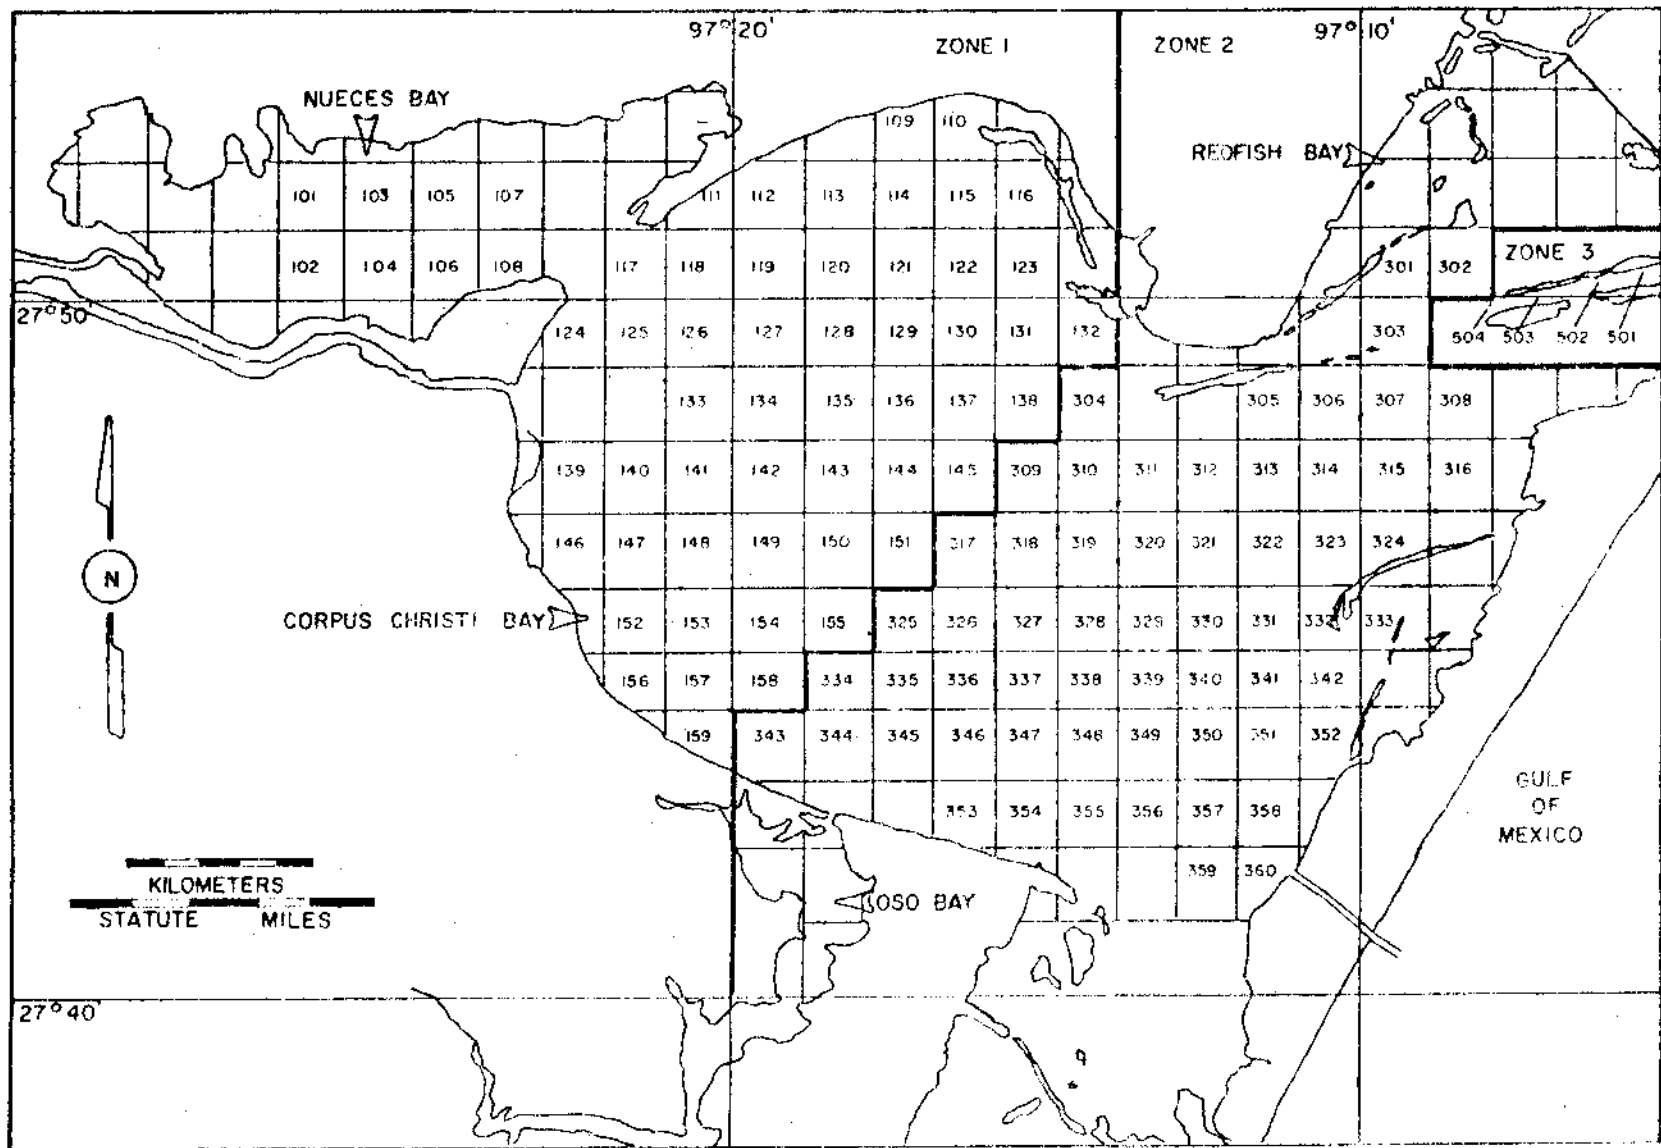 97°20'
ZONE 1
ZONE 2
97°10'
NUECES BAY
109 110
REDFISH BAY
101 103 105 107 111 112 113 114 115 116
ZONE 3
102 104 106 108 117 118 119 120 121 122 123 301 302
27°50'
124 125 126 127 128 129 130 131 132 303 504 503 502 501
133 134 135 136 137 138 304 305 306 307 308
139 140 141 142 143 144 145 309 310 311 312 313 314 315 316
146 147 148 149 150 151 317 318 319 320 321 322 323 324
N
CORPUS CHRISTI BAY
152 153 154 155 325 326 327 328 329 330 331 332 333
156 157 158 334 335 336 337 338 339 340 341 342
159 343 344 345 346 347 348 349 350 351 352
GULF
OF
MEXICO
353 354 355 356 357 358
359 360
KILOMETERS
STATUTE MILES
OSO BAY
27°40'